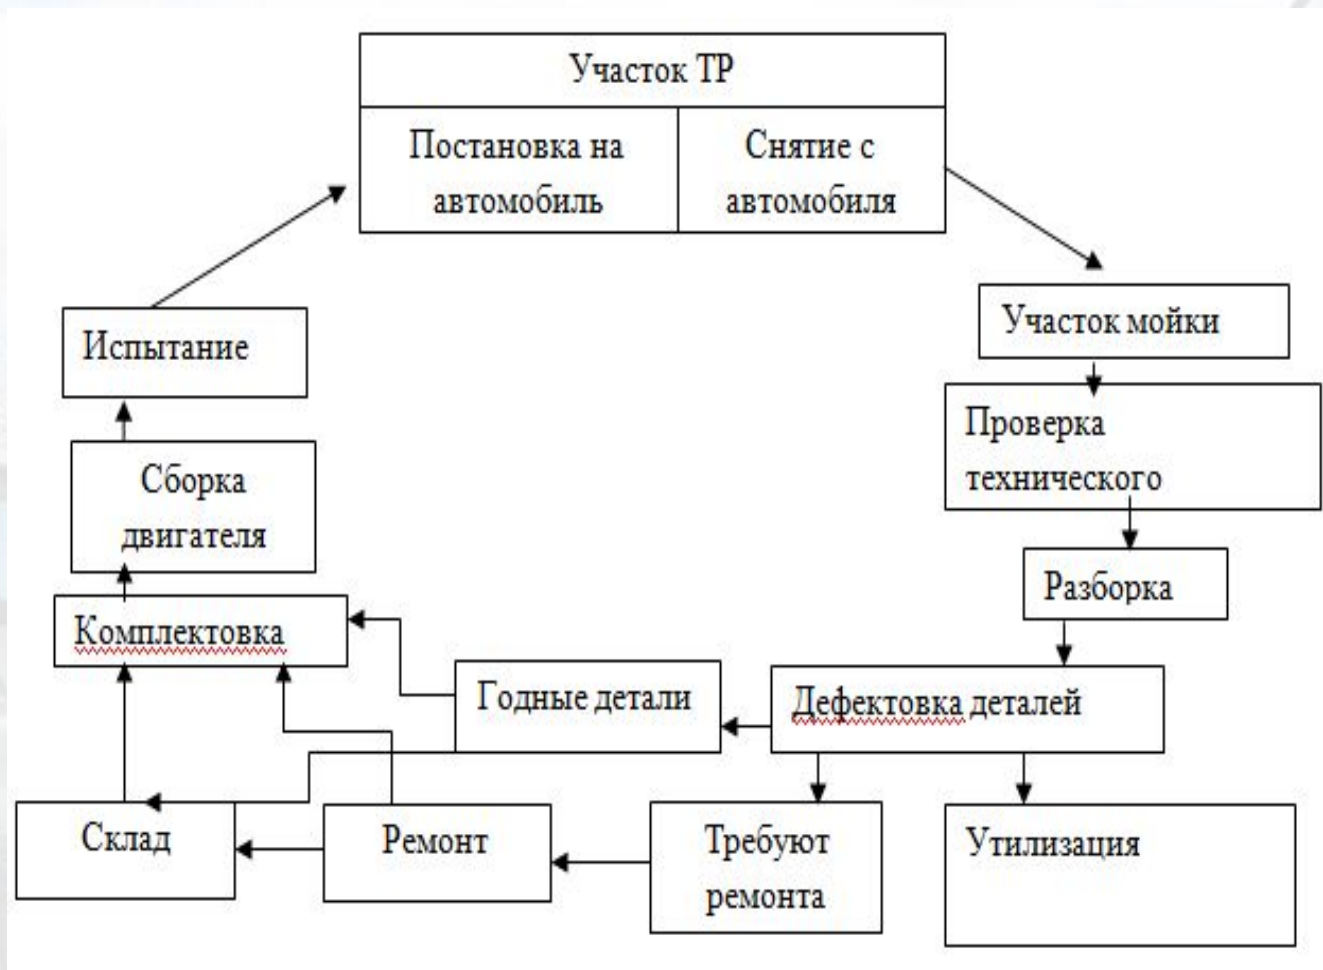 Участок ТР
Постановка на
автомобиль
Снятие с
автомобиля
Испытание
Участок мойки
Проверка
технического
Сборка
двигателя
Разборка
Комплектовка
Годные детали
Дефектовка деталей
Склад
Ремонт
Требуют
ремонта
Утилизация